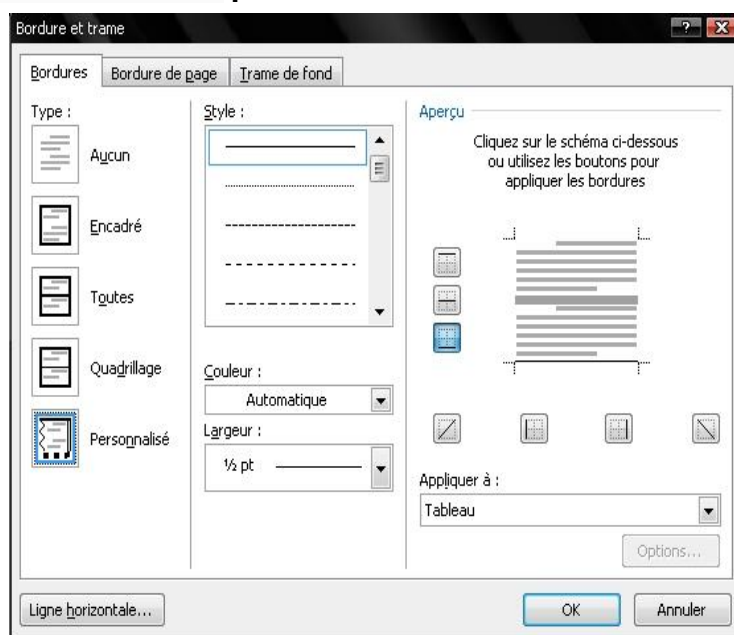 Bordure et trame
Bordures
Bordure de page
Trame de fond
Type :
Aucun
Encadré
Toutes
Quadrillage
Personnalisé
Style :
Couleur :
Automatique
Largeur :
½ pt
Aperçu
Cliquez sur le schéma ci-dessous
ou utilisez les boutons pour
appliquer les bordures
Appliquer à :
Tableau
Options...
Ligne horizontale...
OK
Annuler